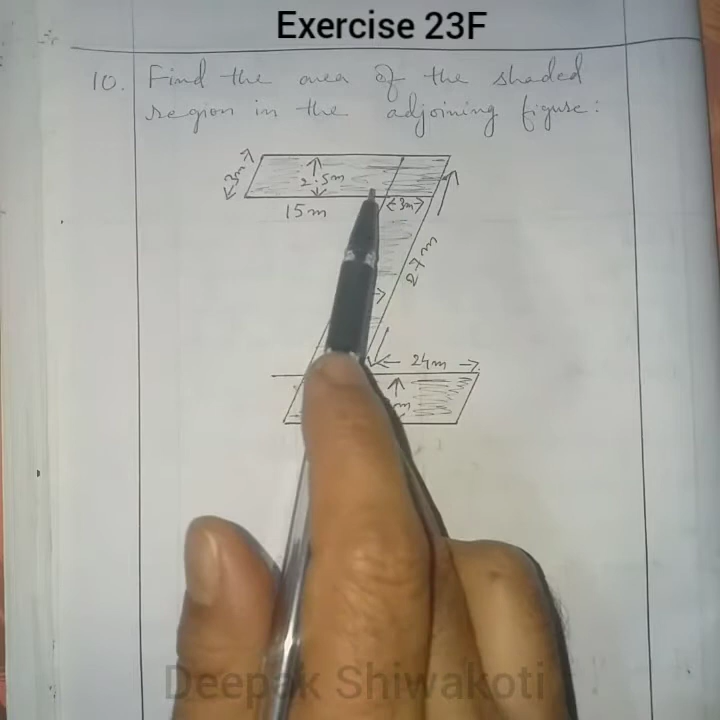 Exercise 23F
10. Find the area of the shaded
region in the adjoining figure:
3m
2.5m
15m
3m
27m
24m
m
Deepak Shiwakoti